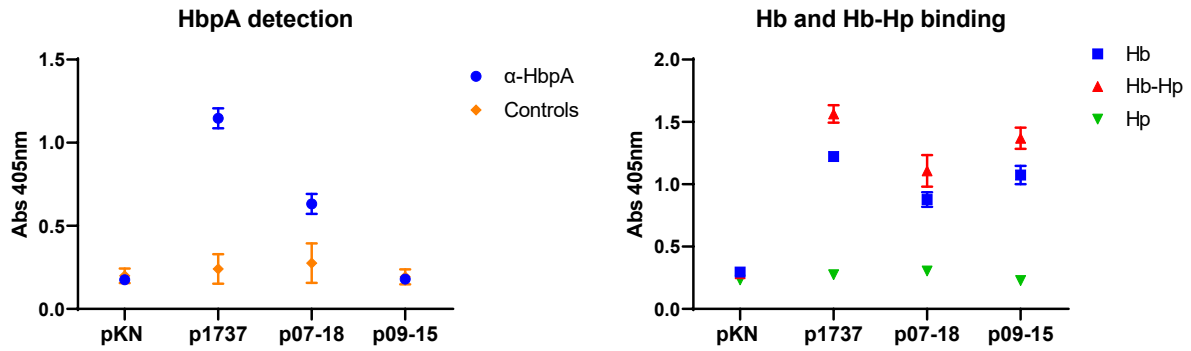 HbpA detection
Abs 405nm
1.5
1.0
0.5
0.0
pKN
p1737
p07-18
p09-15
α-HbpA
Controls
Hb and Hb-Hp binding
Abs 405nm
2.0
1.5
1.0
0.5
0.0
pKN
p1737
p07-18
p09-15
Hb
Hb-Hp
Hp